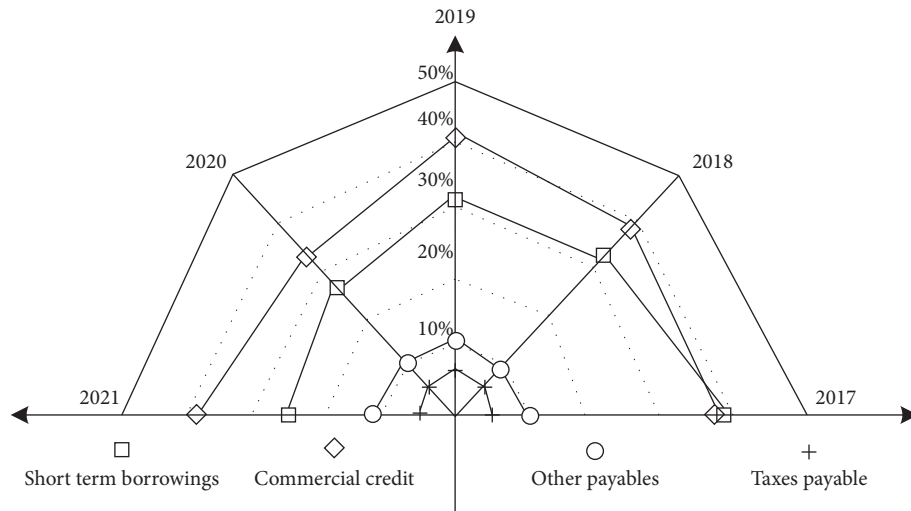 2019
50%
40%
2020
2018
30%
20%
10%
2021
2017
Short term borrowings
Commercial credit
Other payables
Taxes payable